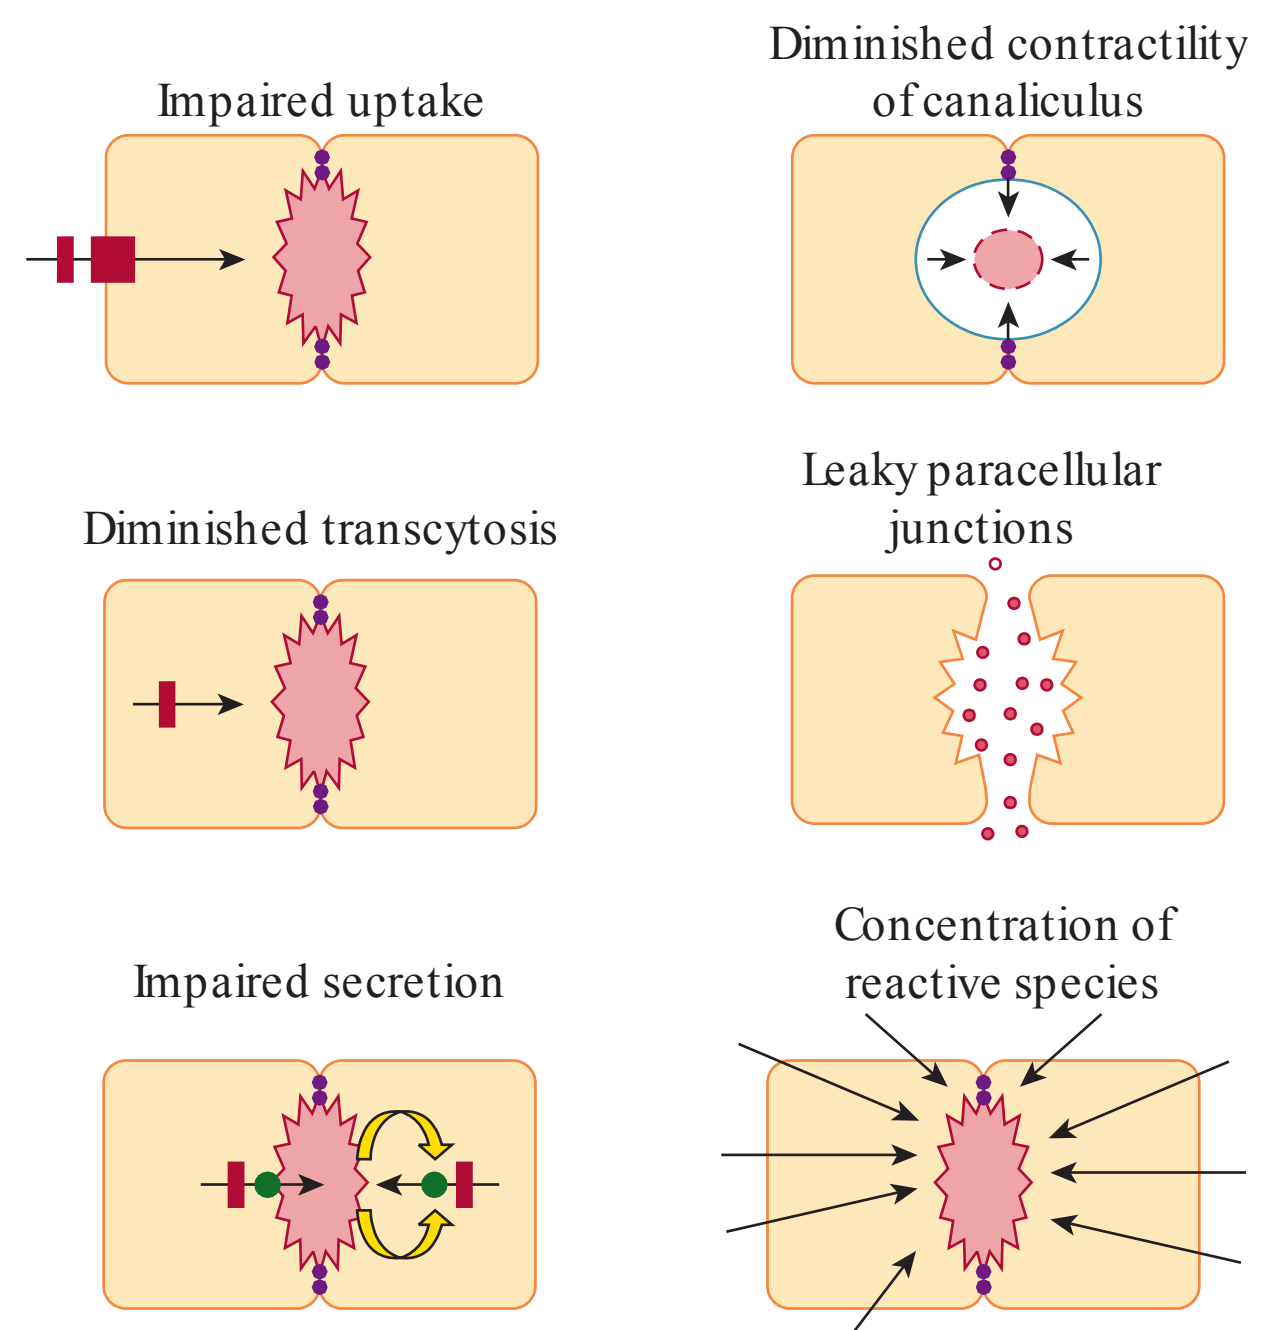 Impaired uptake
Diminished contractility
of canaliculus
Diminished transcytosis
Leaky paracellular
junctions
Impaired secretion
Concentration of
reactive species